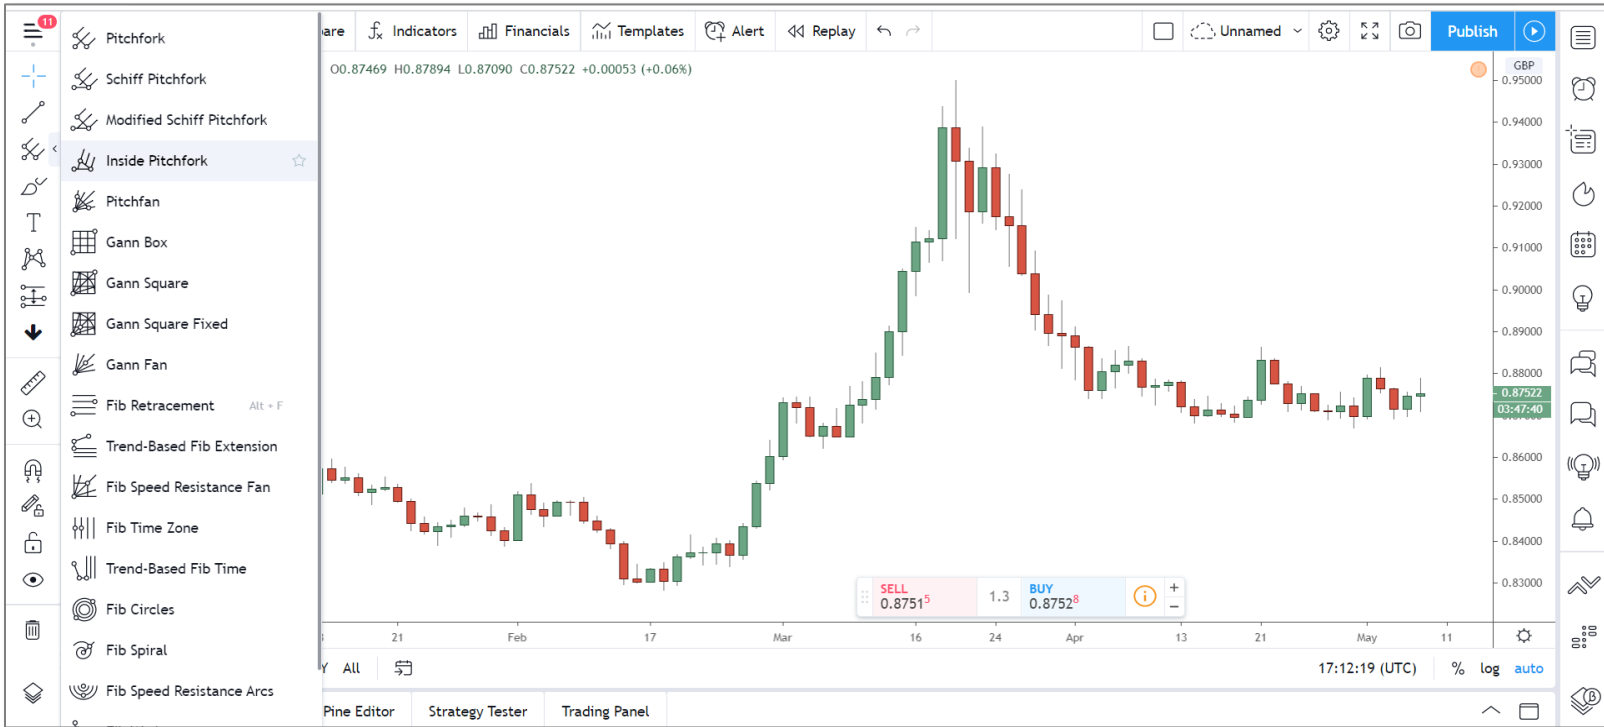 11
are
Indicators
Financials
Templates
Alert
Replay
Unnamed
Publish
Pitchfork
Schiff Pitchfork
Modified Schiff Pitchfork
Inside Pitchfork
Pitchfan
Gann Box
Gann Square
Gann Square Fixed
Gann Fan
Fib Retracement Alt + F
Trend-Based Fib Extension
Fib Speed Resistance Fan
Fib Time Zone
Trend-Based Fib Time
Fib Circles
Fib Spiral
Fib Speed Resistance Arcs
O0.87469 H0.87894 L0.87090 C0.87522 +0.00053 (+0.06%)
GBP
0.95000
0.94000
0.93000
0.92000
0.91000
0.90000
0.89000
0.88000
0.87522
03:47:40
0.86000
0.85000
0.84000
0.83000
SELL
0.87515
1.3
BUY
0.87528
+
−
21 Feb 17 Mar 16 24 Apr 13 21 May 11
Y All
17:12:19 (UTC) % log auto
Pine Editor Strategy Tester Trading Panel